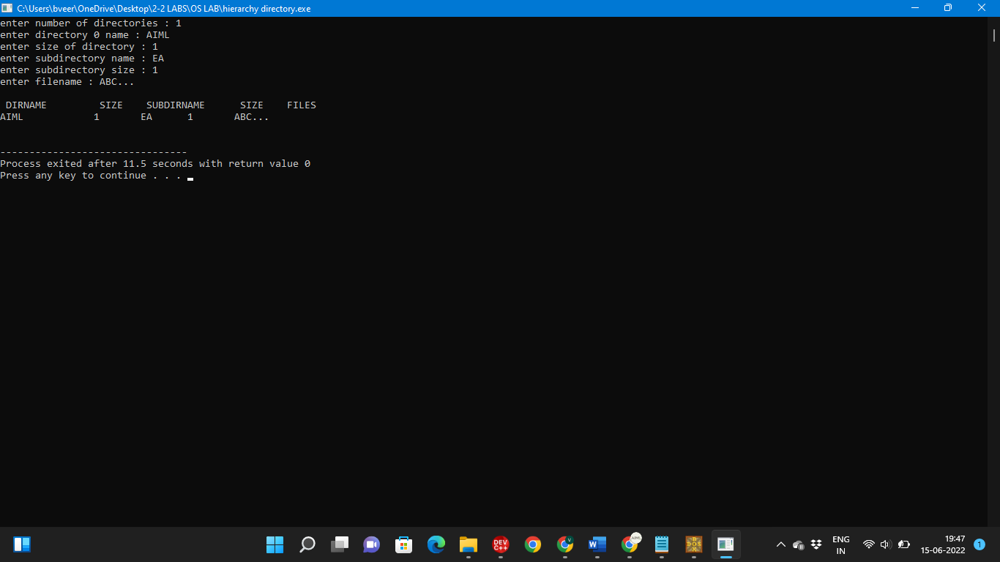 C:\Users\bveer\OneDrive\Desktop\2-2 LABS\OS LAB\hierarchy directory.exe
enter number of directories : 1
enter directory 0 name : AIML
enter size of directory : 1
enter subdirectory name : EA
enter subdirectory size : 1
enter filename : ABC...
DIRNAME SIZE SUBDIRNAME SIZE FILES
AIML 1 EA 1 ABC...
--------------------------------
Process exited after 11.5 seconds with return value 0
Press any key to continue . . .
DEV C++
V
W
AIML
DOS
ENG
IN
19:47
15-06-2022
1